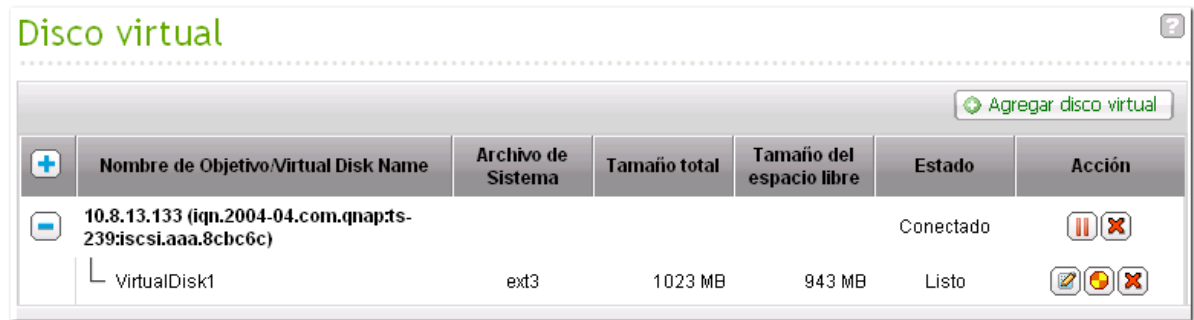 Disco virtual
?
Agregar disco virtual
Nombre de Objetivo/Virtual Disk Name
Archivo de
Sistema
Tamaño total
Tamaño del
espacio libre
Estado
Acción
10.8.13.133 (iqn.2004-04.com.qnap:ts-
239:iscsi.aaa.8cbc6c)
Conectado
VirtualDisk1
ext3
1023 MB
943 MB
Listo